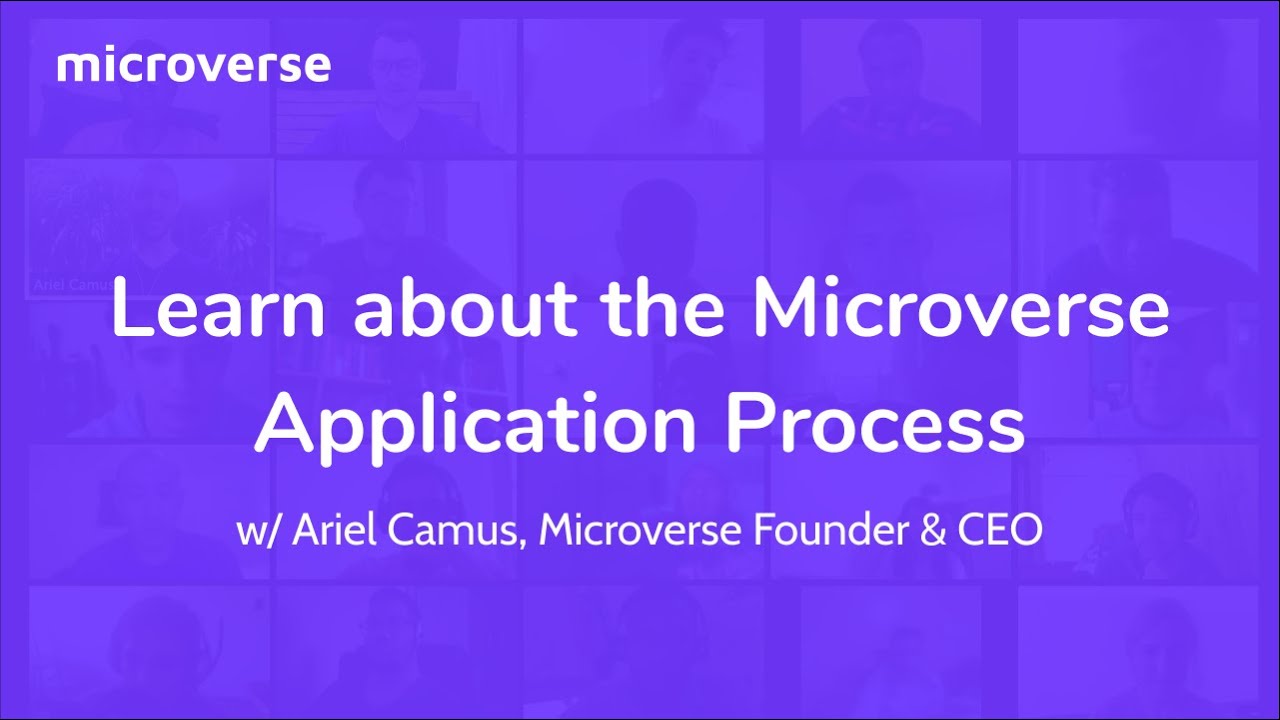 microverse
Ariel Camus
Learn about the Microverse
Application Process
w/ Ariel Camus, Microverse Founder & CEO